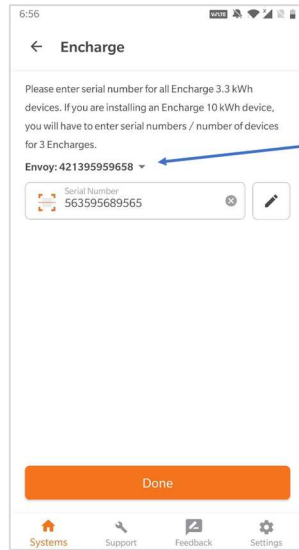 6:56
VoLTE
← Encharge
Please enter serial number for all Encharge 3.3 kWh
devices. If you are installing an Encharge 10 kWh device,
you will have to enter serial numbers / number of devices
for 3 Encharges.
Envoy: 421395959658
Serial Number
563595689565
Done
Systems Support Feedback Settings